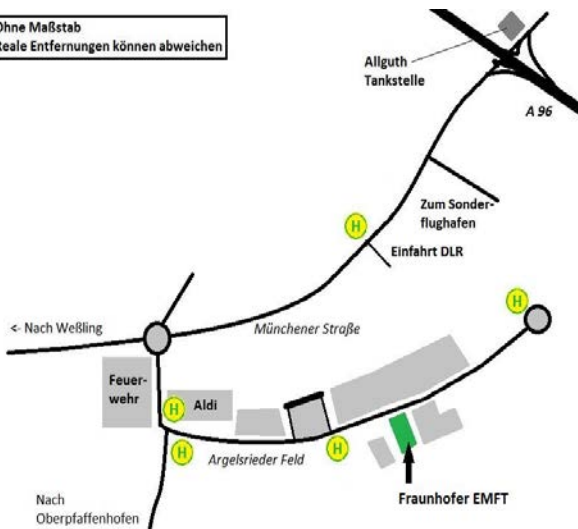 Ohne Maßstab
Reale Entfernungen können abweichen
Allguth
Tankstelle
A 96
Zum Sonder-
flughafen
H
Einfahrt DLR
H
<- Nach Weßling
Münchener Straße
Feuer-
wehr
Aldi
H
H
H
Argelsrieder Feld
Nach
Oberpfaffenhofen
Fraunhofer EMFT